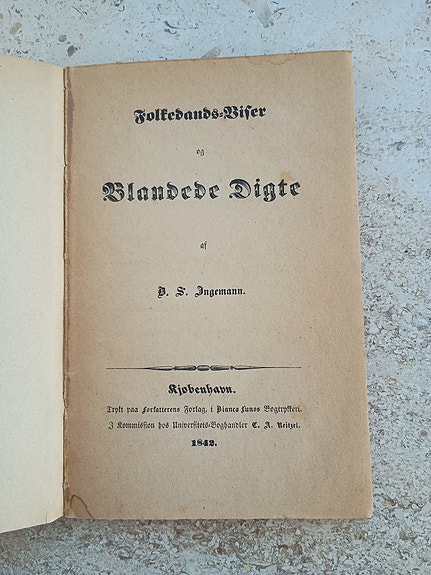 Folkedands-Viser
og
Blandede Digte
af
B. S. Ingemann.
Kjøbenhavn.
Trykt paa Forfatterens Forlag, i Bianco Lunos Bogtrykkeri.
I Kommission hos Universitets-Boghandler C. A. Reitzel.
1842.